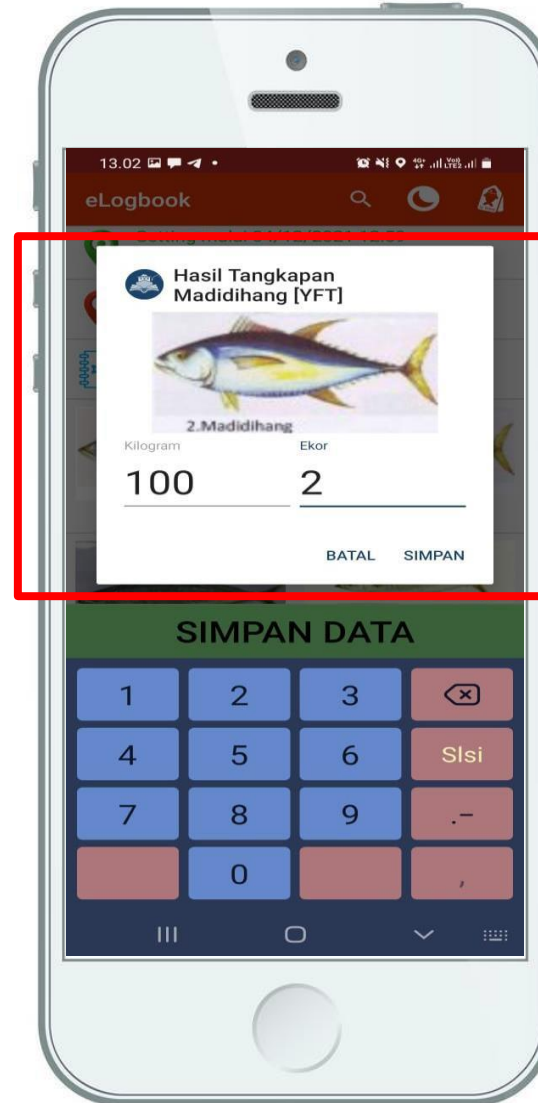 13.02
eLogbook
Hasil Tangkapan
Madidihang [YFT]
2.Madidihang
Kilogram
Ekor
100
2
BATAL
SIMPAN
SIMPAN DATA
1
2
3
4
5
6
Slsi
7
8
9
.–
0
,